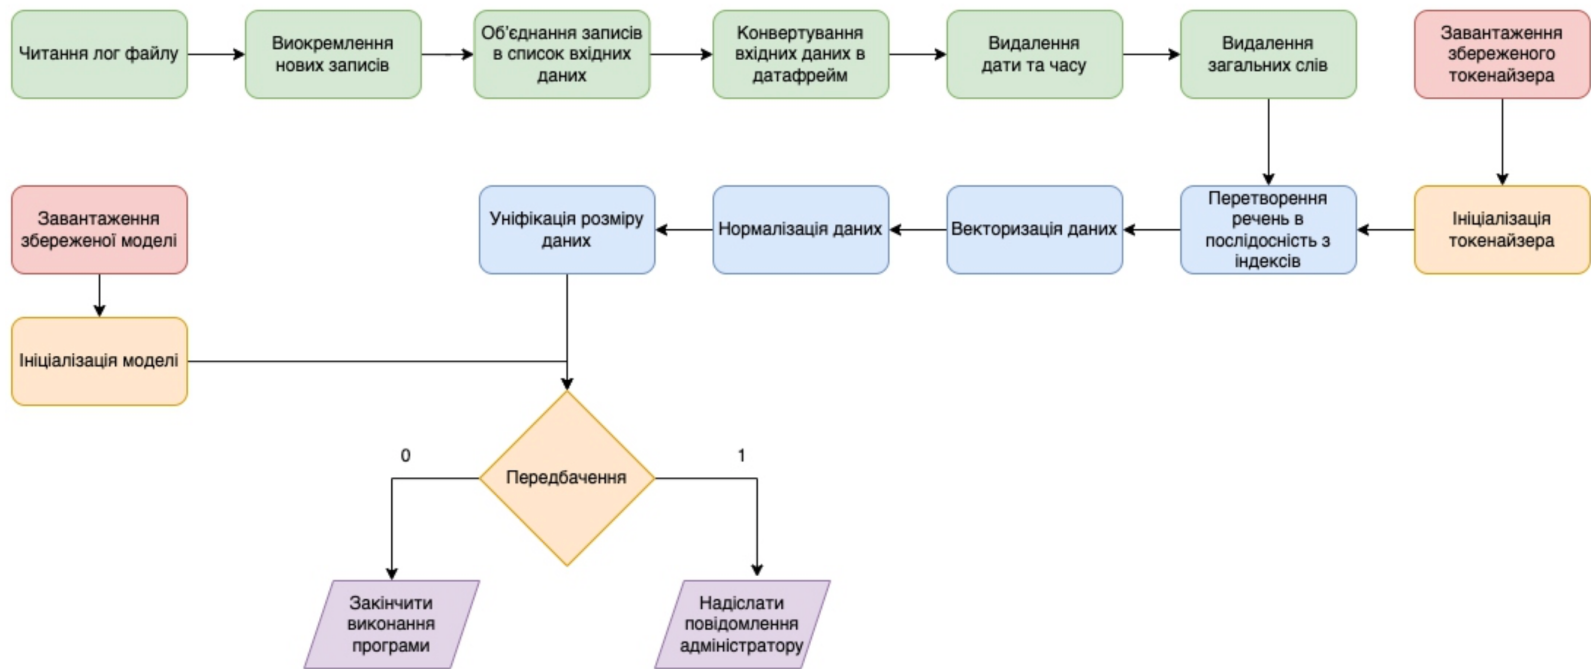 Читання лог файлу
Виокремлення
нових записів
Об'єднання записів
в список вхідних
даних
Конвертування
вхідних даних в
датафрейм
Видалення
дати та часу
Видалення
загальних слів
Завантаження
збереженого
токенайзера
Завантаження
збереженої моделі
Уніфікація розміру
даних
Нормалізація даних
Векторизація даних
Перетворення
речень в
послідосність з
індексів
Ініціалізація
токенайзера
Ініціалізація моделі
0
1
Передбачення
Закінчити
виконання
програми
Надіслати
повідомлення
адміністратору